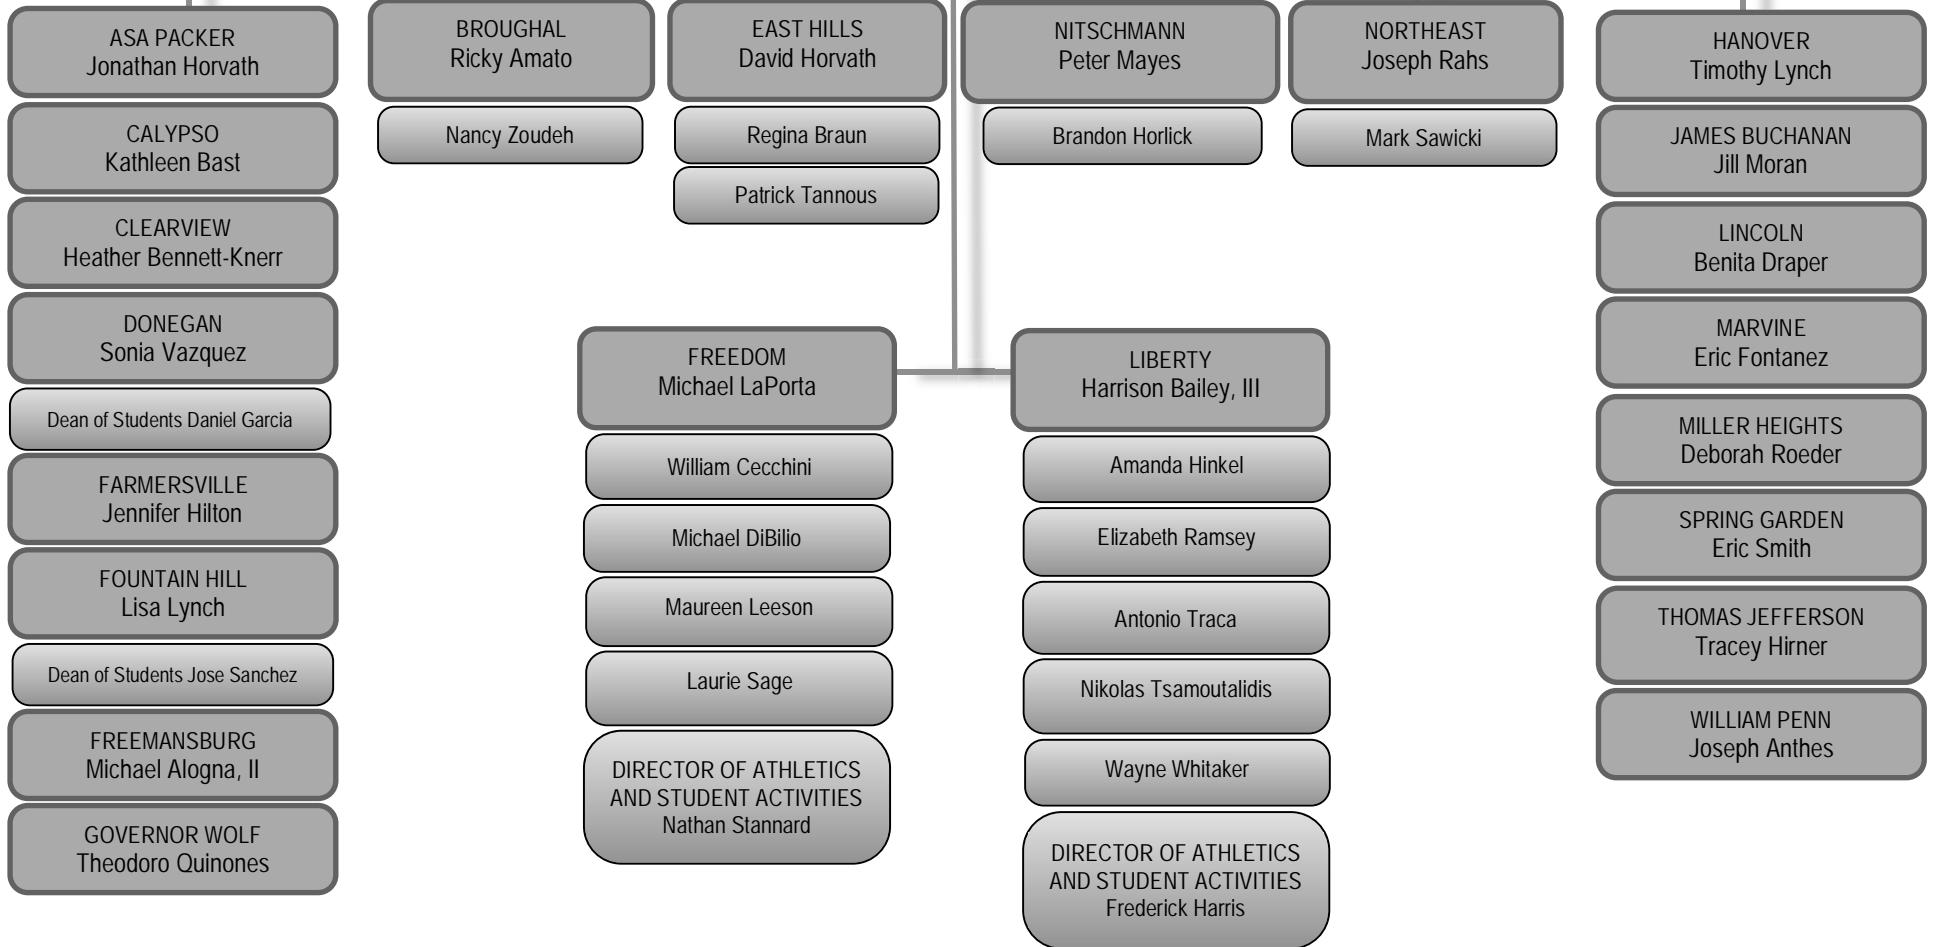 ASA PACKER
Jonathan Horvath
CALYPSO
Kathleen Bast
CLEARVIEW
Heather Bennett-Knerr
DONEGAN
Sonia Vazquez
Dean of Students Daniel Garcia
FARMERSVILLE
Jennifer Hilton
FOUNTAIN HILL
Lisa Lynch
Dean of Students Jose Sanchez
FREEMANSBURG
Michael Alogna, II
GOVERNOR WOLF
Theodoro Quinones
BROUGHAL
Ricky Amato
Nancy Zoudeh
EAST HILLS
David Horvath
Regina Braun
Patrick Tannous
NITSCHMANN
Peter Mayes
Brandon Horlick
NORTHEAST
Joseph Rahs
Mark Sawicki
FREEDOM
Michael LaPorta
William Cecchini
Michael DiBilio
Maureen Leeson
Laurie Sage
DIRECTOR OF ATHLETICS
AND STUDENT ACTIVITIES
Nathan Stannard
LIBERTY
Harrison Bailey, III
Amanda Hinkel
Elizabeth Ramsey
Antonio Traca
Nikolas Tsamoutalidis
Wayne Whitaker
DIRECTOR OF ATHLETICS
AND STUDENT ACTIVITIES
Frederick Harris
HANOVER
Timothy Lynch
JAMES BUCHANAN
Jill Moran
LINCOLN
Benita Draper
MARVINE
Eric Fontanez
MILLER HEIGHTS
Deborah Roeder
SPRING GARDEN
Eric Smith
THOMAS JEFFERSON
Tracey Hirner
WILLIAM PENN
Joseph Anthes